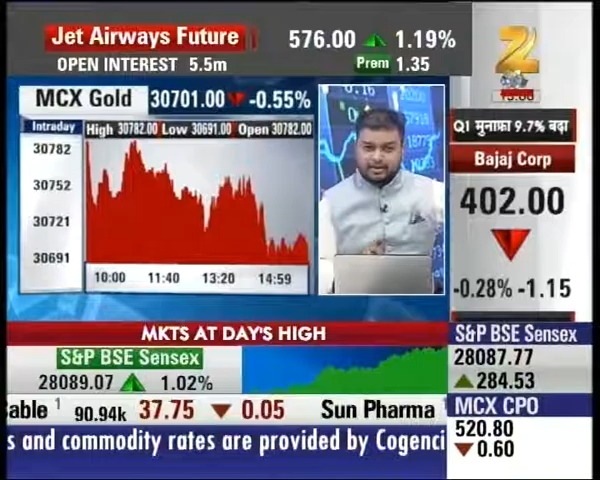 Jet Airways Future
576.00 1.19%
OPEN INTEREST 5.5m
Prem 1.35
MCX Gold 30701.00 -0.55%
Intraday High 30782.00 Low 30691.00 Open 30782.00
30782
30752
30721
30691
10:00 11:40 13:20 14:59
Q1 मुनाफ़ा 9.7% बढ़ा
Bajaj Corp
402.00
-0.28% -1.15
MKTS AT DAY'S HIGH
S&P BSE Sensex
28089.07 1.02%
S&P BSE Sensex
28087.77
284.53
MCX CPO
520.80
0.60
able 1 90.94k 37.75 0.05 Sun Pharma
s and commodity rates are provided by Cogenci